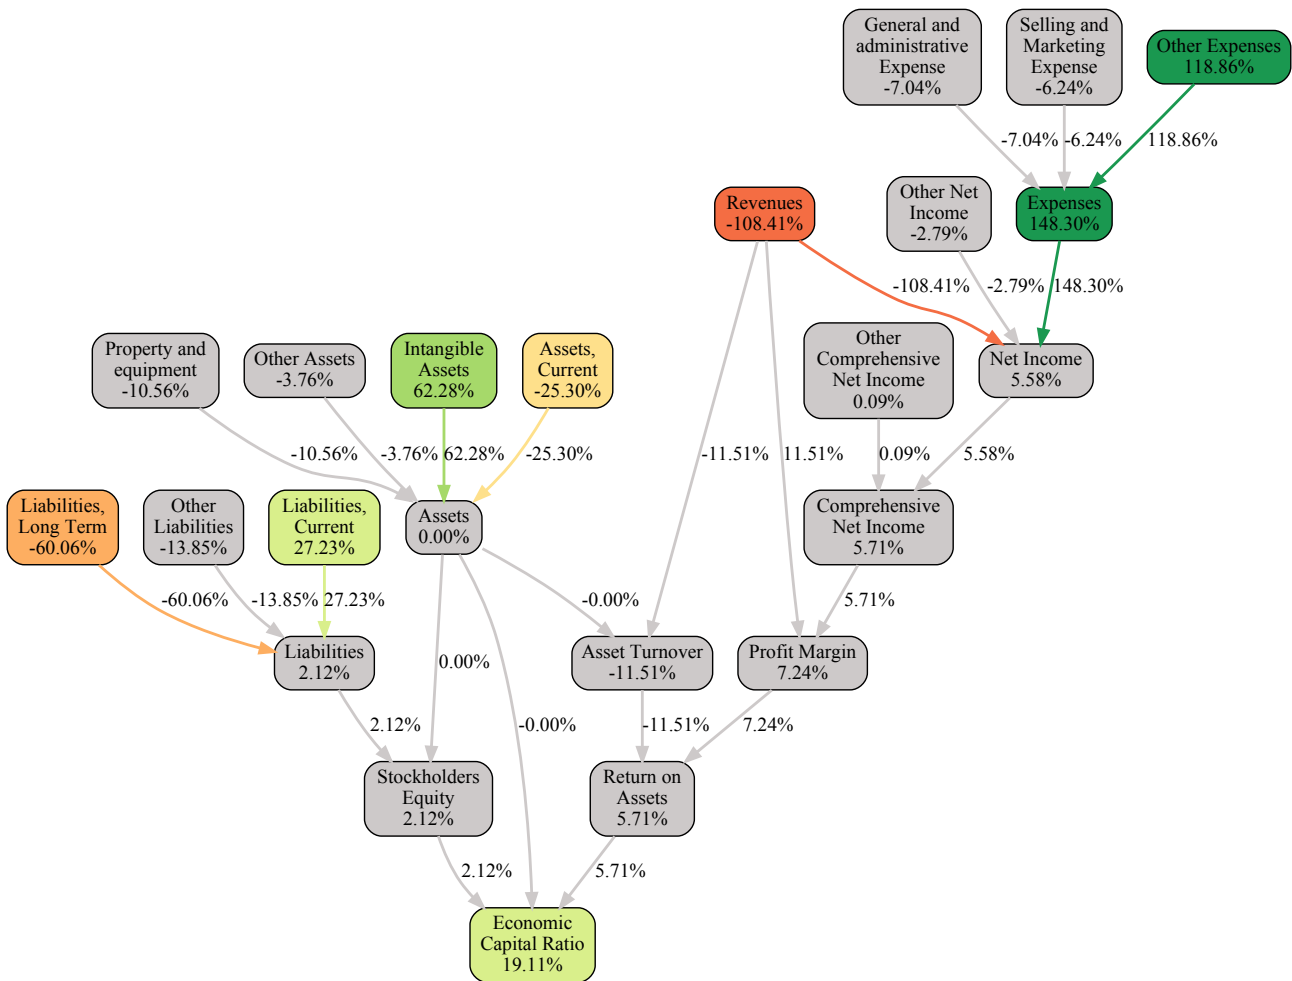 General and
administrative
Expense
-7.04%
Selling and
Marketing
Expense
-6.24%
Other Expenses
118.86%
-7.04%
-6.24%
118.86%
Revenues
-108.41%
Other Net
Income
-2.79%
Expenses
148.30%
-108.41%
-2.79%
148.30%
Property and
equipment
-10.56%
Other Assets
-3.76%
Intangible
Assets
62.28%
Assets,
Current
-25.30%
Other
Comprehensive
Net Income
0.09%
Net Income
5.58%
-10.56%
-3.76%
62.28%
-25.30%
-11.51%
11.51%
0.09%
5.58%
Liabilities,
Long Term
-60.06%
Other
Liabilities
-13.85%
Liabilities,
Current
27.23%
Assets
0.00%
Comprehensive
Net Income
5.71%
-60.06%
-13.85%
27.23%
-0.00%
5.71%
Liabilities
2.12%
0.00%
Asset Turnover
-11.51%
Profit Margin
7.24%
2.12%
-0.00%
-11.51%
7.24%
Stockholders
Equity
2.12%
Return on
Assets
5.71%
2.12%
5.71%
Economic
Capital Ratio
19.11%